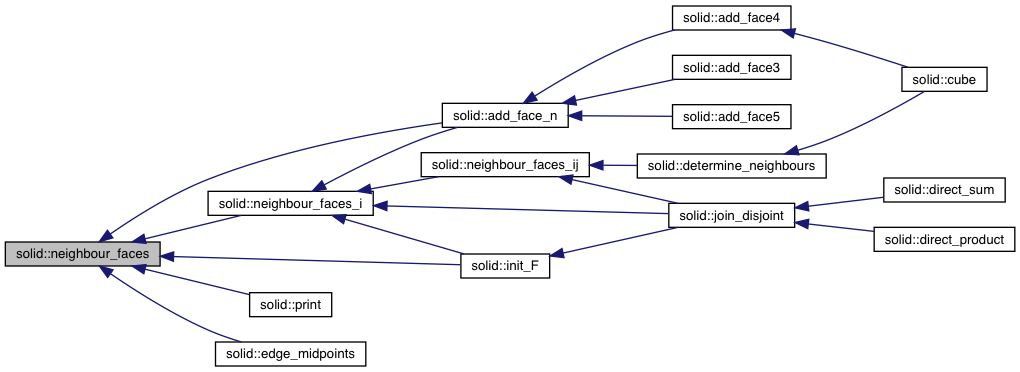 solid::add_face4
solid::add_face3
solid::cube
solid::add_face_n
solid::add_face5
solid::neighbour_faces_ij
solid::determine_neighbours
solid::direct_sum
solid::neighbour_faces_i
solid::join_disjoint
solid::direct_product
solid::neighbour_faces
solid::init_F
solid::print
solid::edge_midpoints